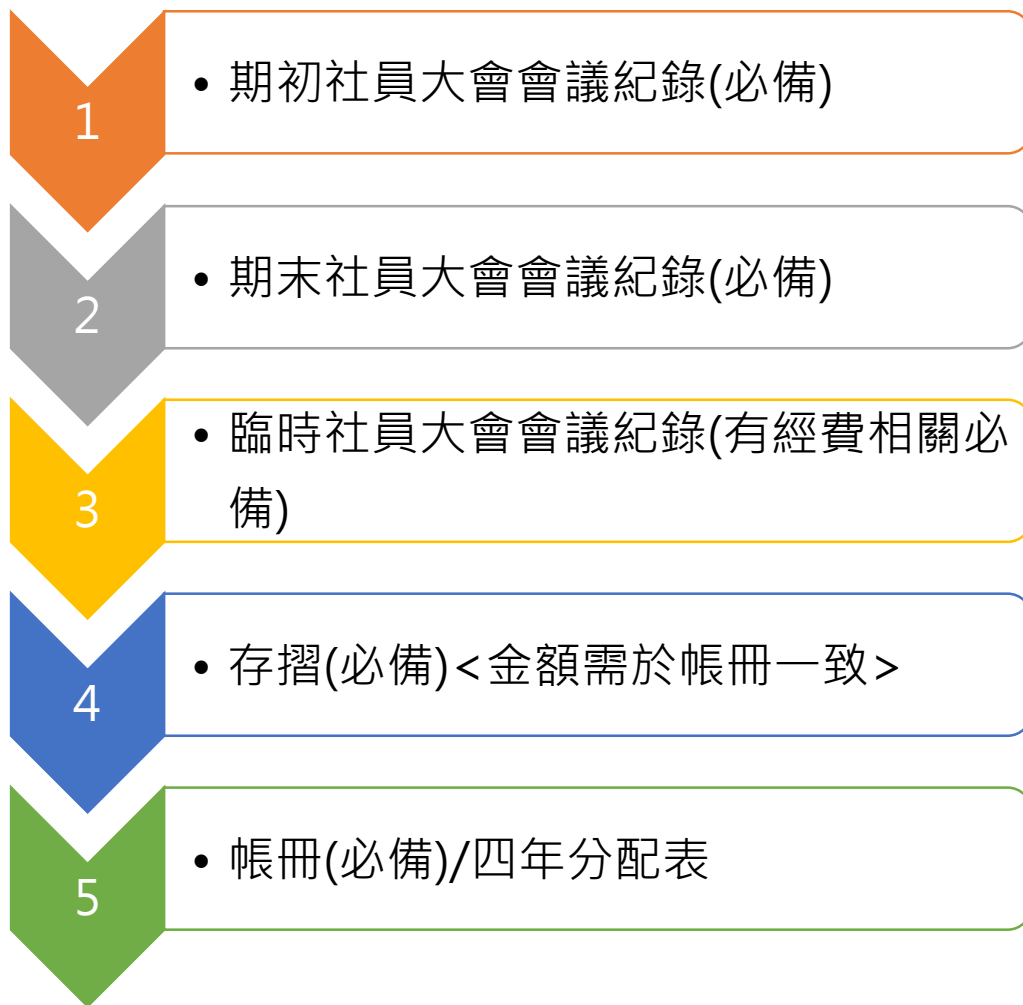 1
• 期初社員大會會議紀錄(必備)
2
• 期末社員大會會議紀錄(必備)
3
• 臨時社員大會會議紀錄(有經費相關必
備)
4
• 存摺(必備)<金額需於帳冊一致>
5
• 帳冊(必備)/四年分配表